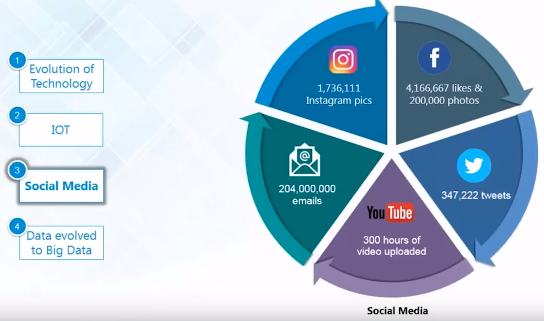 1
Evolution of
Technology
2
IOT
3
Social Media
4
Data evolved
to Big Data
1,736,111
Instagram pics
f
4,166,667 likes &
200,000 photos
@
204,000,000
emails
347,222 tweets
YouTube
300 hours of
video uploaded
Social Media